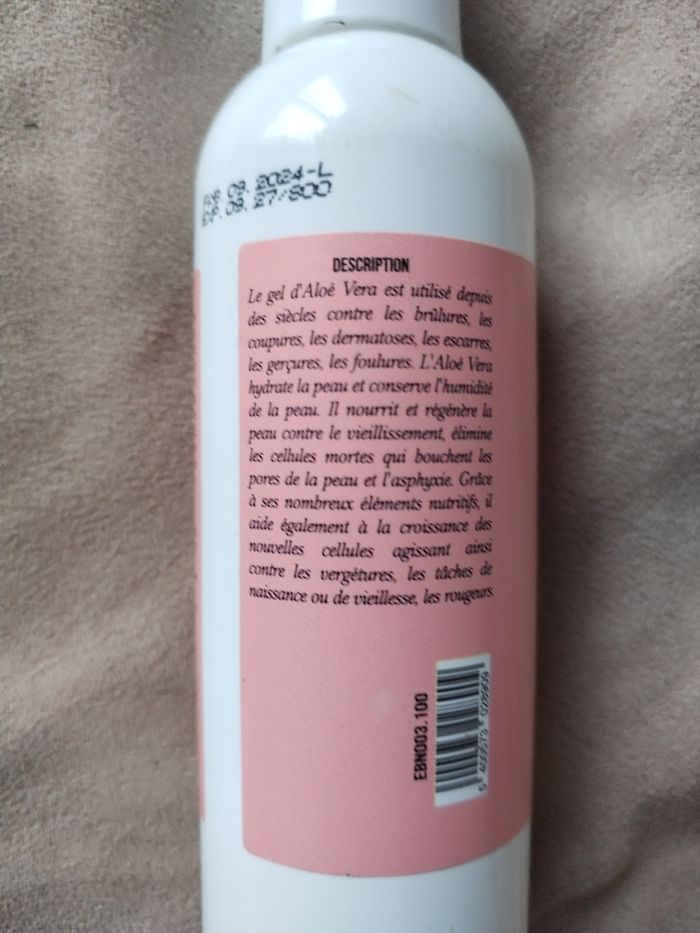 09. 2024-L
EXP. 09. 27/800
DESCRIPTION
Le gel d'Aloé Vera est utilisé depuis
des siècles contre les brûlures, les
coupures, les dermatoses, les escarres,
les gerçures, les foulures. L'Aloé Vera
hydrate la peau et conserve l'humidité
de la peau. Il nourrit et régénère la
peau contre le vieillissement, élimine
les cellules mortes qui bouchent les
pores de la peau et l'asphyxie. Grâce
à ses nombreux éléments nutritifs, il
aide également à la croissance des
nouvelles cellules agissant ainsi
contre les vergétures, les tâches de
naissance ou de vieillesse, les rougeurs
EBN003.100